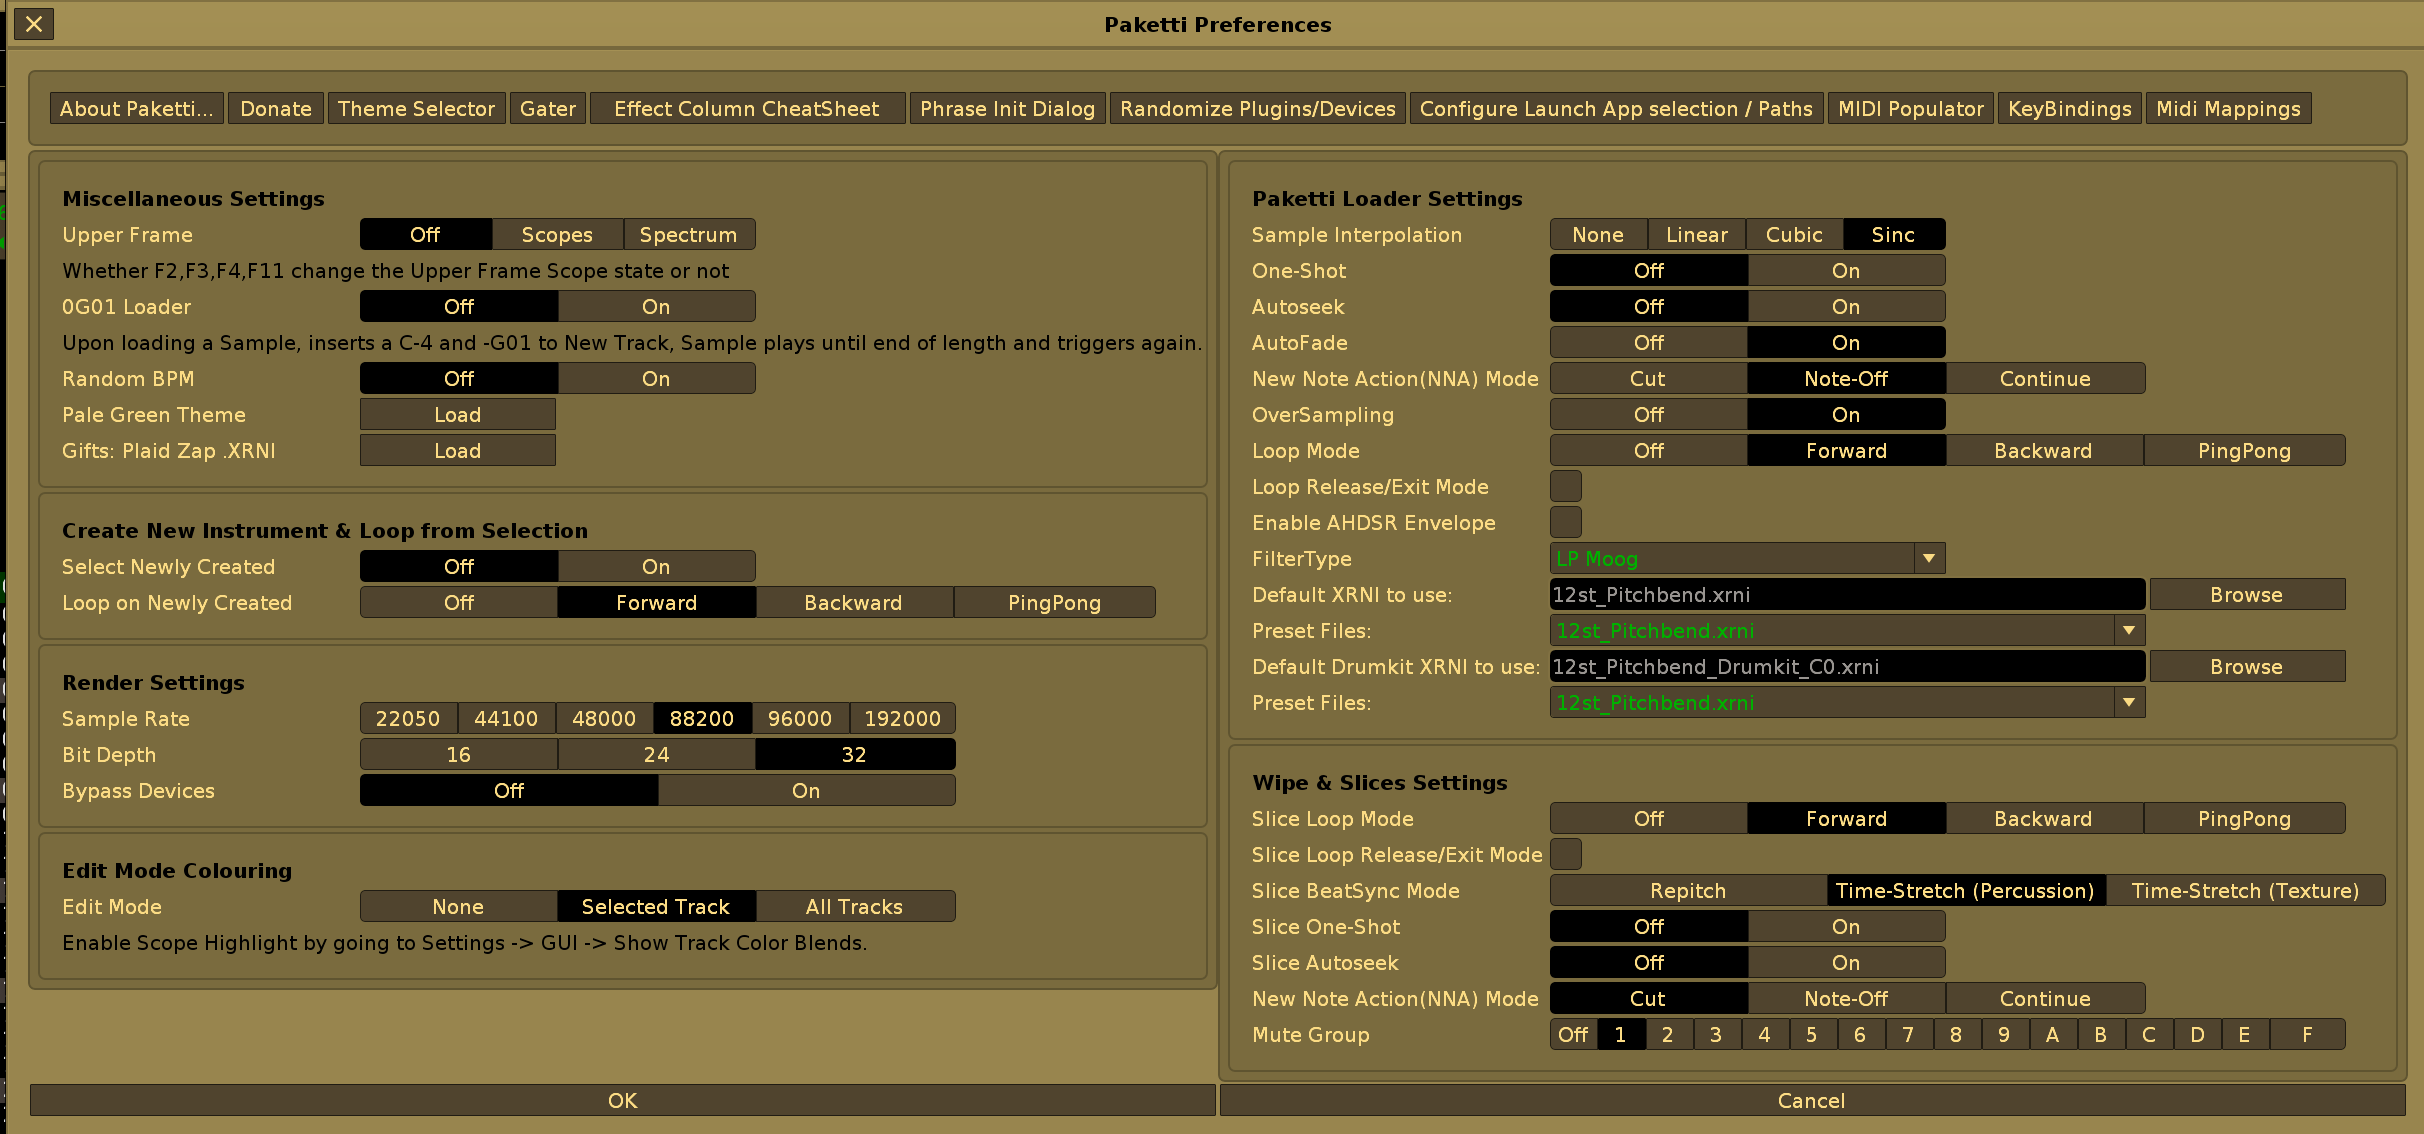 Paketti Preferences
About Paketti... Donate Theme Selector Gater Effect Column CheatSheet Phrase Init Dialog Randomize Plugins/Devices Configure Launch App selection / Paths MIDI Populator KeyBindings Midi Mappings
Miscellaneous Settings
Upper Frame Off Scopes Spectrum
Whether F2,F3,F4,F11 change the Upper Frame Scope state or not
0G01 Loader Off On
Upon loading a Sample, inserts a C-4 and -G01 to New Track, Sample plays until end of length and triggers again.
Random BPM Off On
Pale Green Theme Load
Gifts: Plaid Zap .XRNI Load
Create New Instrument & Loop from Selection
Select Newly Created Off On
Loop on Newly Created Off Forward Backward PingPong
Render Settings
Sample Rate 22050 44100 48000 88200 96000 192000
Bit Depth 16 24 32
Bypass Devices Off On
Edit Mode Colouring
Edit Mode None Selected Track All Tracks
Enable Scope Highlight by going to Settings -> GUI -> Show Track Color Blends.
Paketti Loader Settings
Sample Interpolation None Linear Cubic Sinc
One-Shot Off On
Autoseek Off On
AutoFade Off On
New Note Action(NNA) Mode Cut Note-Off Continue
OverSampling Off On
Loop Mode Off Forward Backward PingPong
Loop Release/Exit Mode
Enable AHDSR Envelope
FilterType LP Moog
Default XRNI to use: 12st_Pitchbend.xrni Browse
Preset Files: 12st_Pitchbend.xrni
Default Drumkit XRNI to use: 12st_Pitchbend_Drumkit_C0.xrni Browse
Preset Files: 12st_Pitchbend.xrni
Wipe & Slices Settings
Slice Loop Mode Off Forward Backward PingPong
Slice Loop Release/Exit Mode
Slice BeatSync Mode Repitch Time-Stretch (Percussion) Time-Stretch (Texture)
Slice One-Shot Off On
Slice Autoseek Off On
New Note Action(NNA) Mode Cut Note-Off Continue
Mute Group Off 1 2 3 4 5 6 7 8 9 A B C D E F
OK Cancel